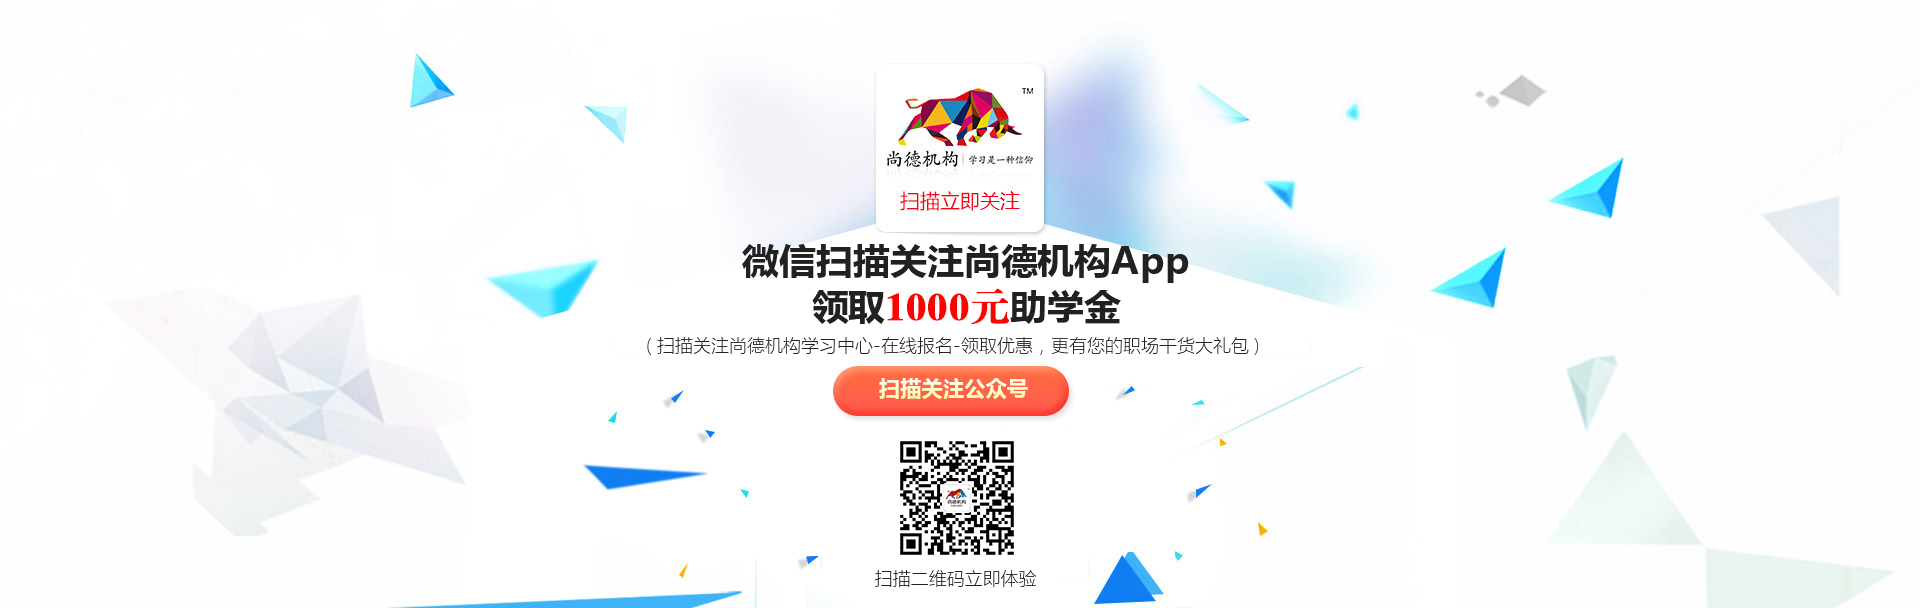 TM
尚德机构 | 学习是一种信仰
扫描立即关注
微信扫描关注尚德机构App
领取1000元助学金
（扫描关注尚德机构学习中心-在线报名-领取优惠，更有您的职场干货大礼包）
扫描关注公众号
尚德机构
扫描二维码立即体验